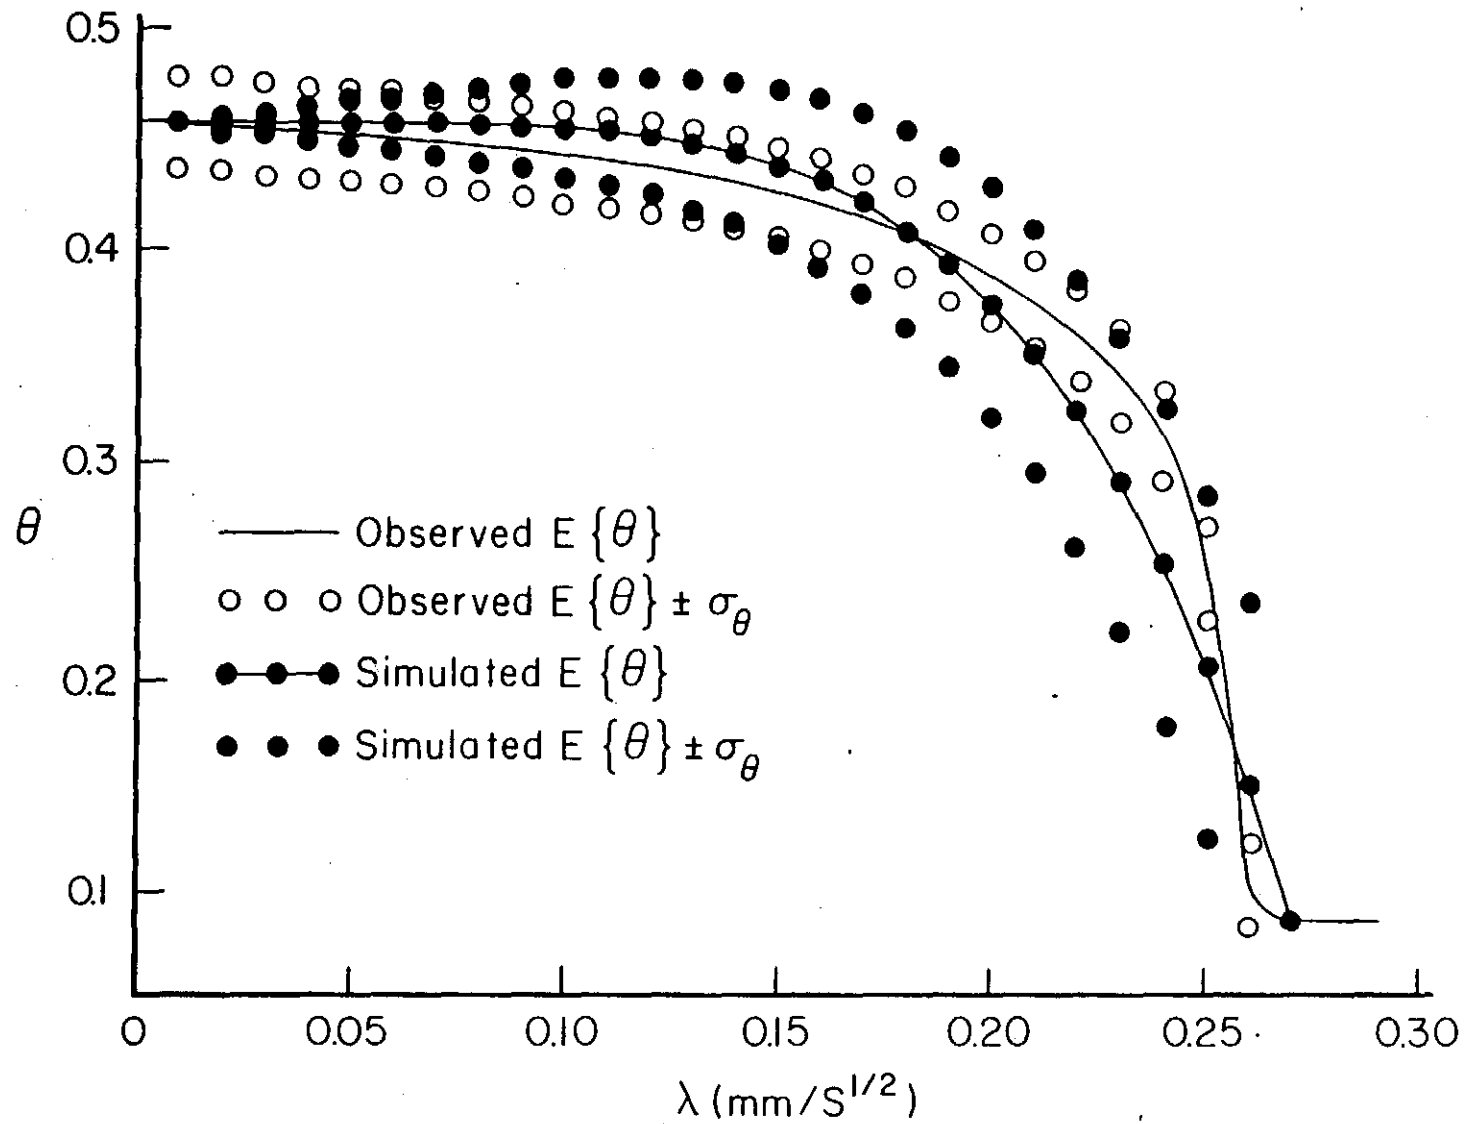 0.5
0.4
0.3
0.2
0.1
θ
Observed E {θ}
Observed E {θ} ± σθ
Simulated E {θ}
Simulated E {θ} ± σθ
0 0.05 0.10 0.15 0.20 0.25 0.30
λ (mm/S^1/2)